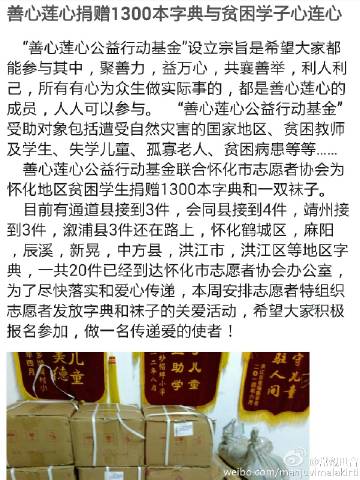 善心莲心捐赠1300本字典与贫困学子心连心
“善心莲心公益行动基金”设立宗旨是希望大家都
能参与其中，聚善力，益万心，共襄善举，利人利
己，所有有心为众生做实际事的，都是善心莲心的
成员，人人可以参与。 “善心莲心公益行动基金”
受助对象包括遭受自然灾害的国家地区、贫困教师
及学生、失学儿童、孤寡老人、贫困病患等等……
善心莲心公益行动基金联合怀化市志愿者协会为
怀化地区贫困学生捐赠1300本字典和一双袜子。
目前有通道县接到3件，会同县接到4件，靖州接
到3件，溆浦县3件还在路上，怀化鹤城区，麻阳
，辰溪，新晃，中方县，洪江市，洪江区等地区字
典，一共20件已经到达怀化市志愿者协会办公室，
为了尽快落实和爱心传递，本周安排志愿者特组织
志愿者发放字典和袜子的关爱活动，希望大家积极
报名参加，做一名传递爱的使者！
儿童
美德
儿童
助学
守儿童
驻人间
weibo.com/manjuvimalakirti